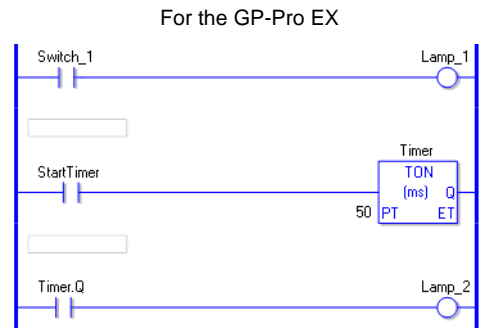 For the GP-Pro EX
Switch_1 Lamp_1
Timer
StartTimer TON
(ms) Q
50 PT ET
Timer.Q Lamp_2